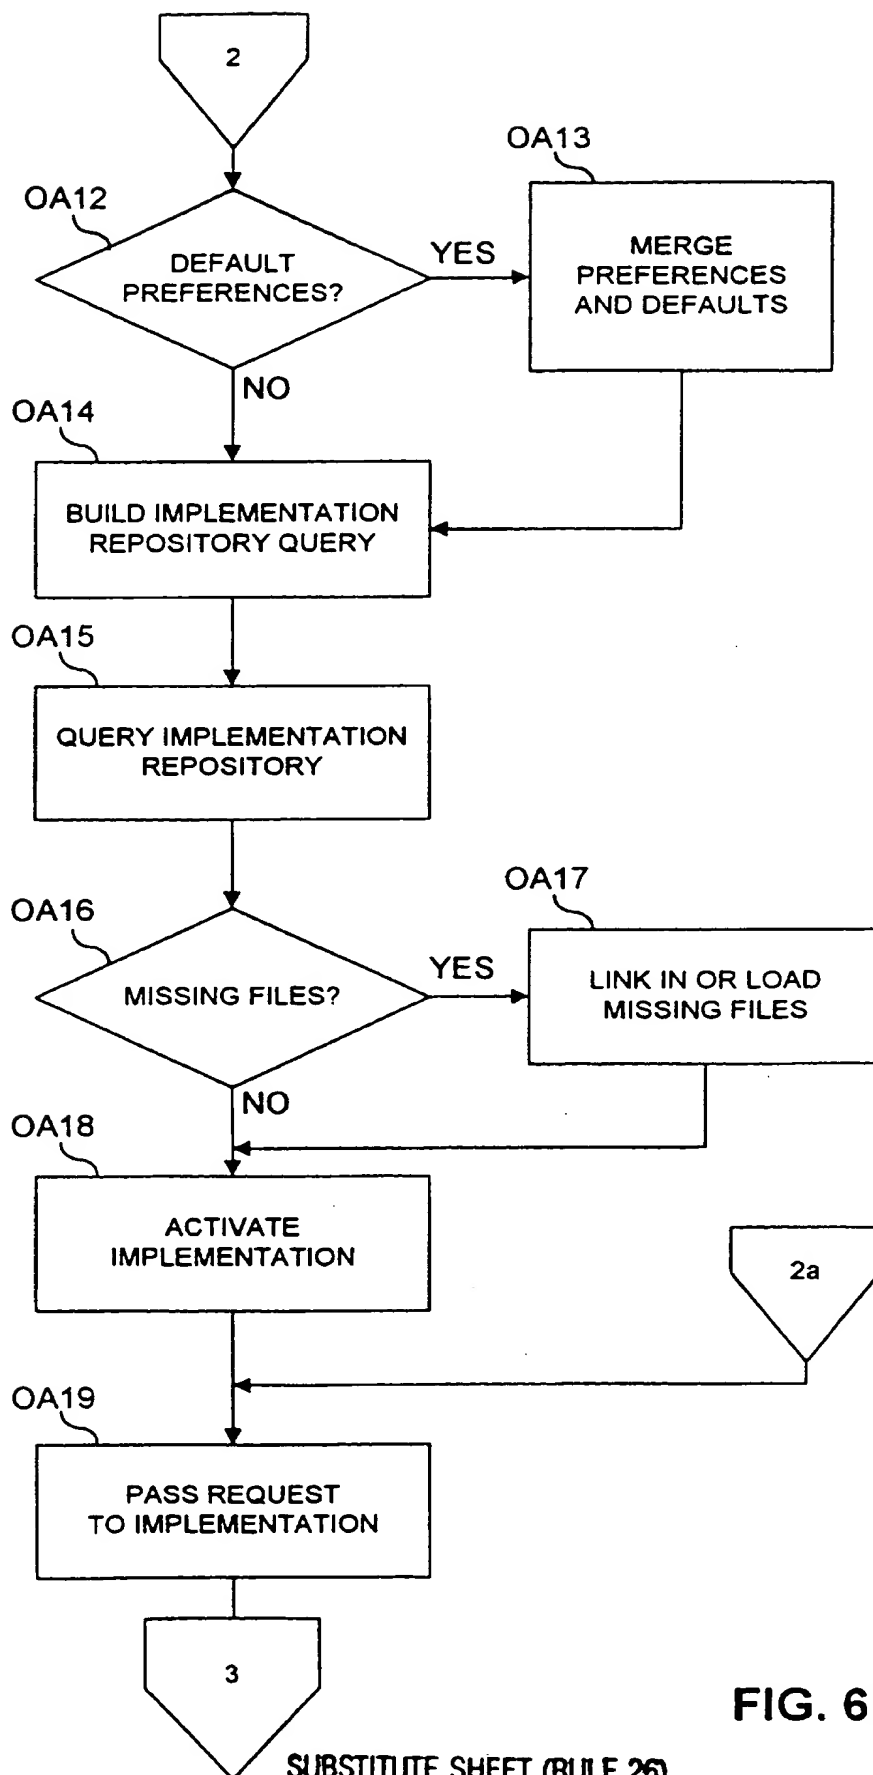 2
OA13
OA12
DEFAULT
PREFERENCES?
YES
MERGE
PREFERENCES
AND DEFAULTS
NO
OA14
BUILD IMPLEMENTATION
REPOSITORY QUERY
OA15
QUERY IMPLEMENTATION
REPOSITORY
OA17
OA16
MISSING FILES?
YES
LINK IN OR LOAD
MISSING FILES
NO
OA18
ACTIVATE
IMPLEMENTATION
2a
OA19
PASS REQUEST
TO IMPLEMENTATION
3
FIG. 6
SUBSTITUTE SHEET (RULE 26)